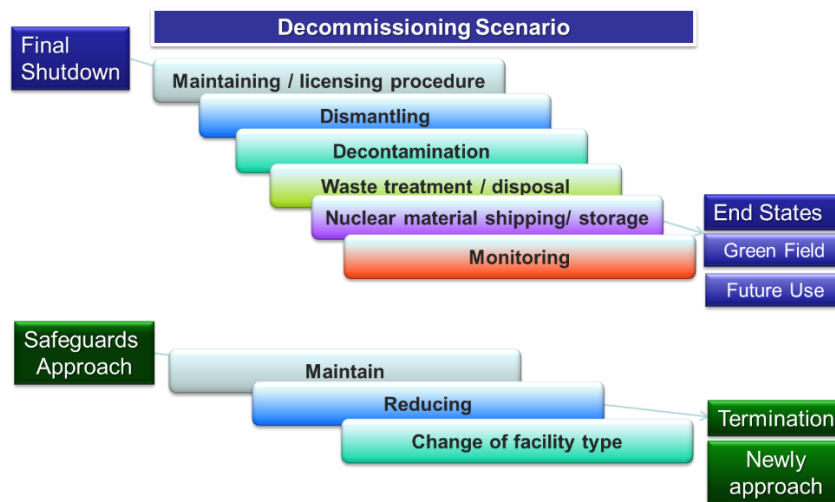 Decommissioning Scenario
Final
Shutdown
Maintaining / licensing procedure
Dismantling
Decontamination
Waste treatment / disposal
Nuclear material shipping/ storage
Monitoring
End States
Green Field
Future Use
Safeguards
Approach
Maintain
Reducing
Change of facility type
Termination
Newly
approach